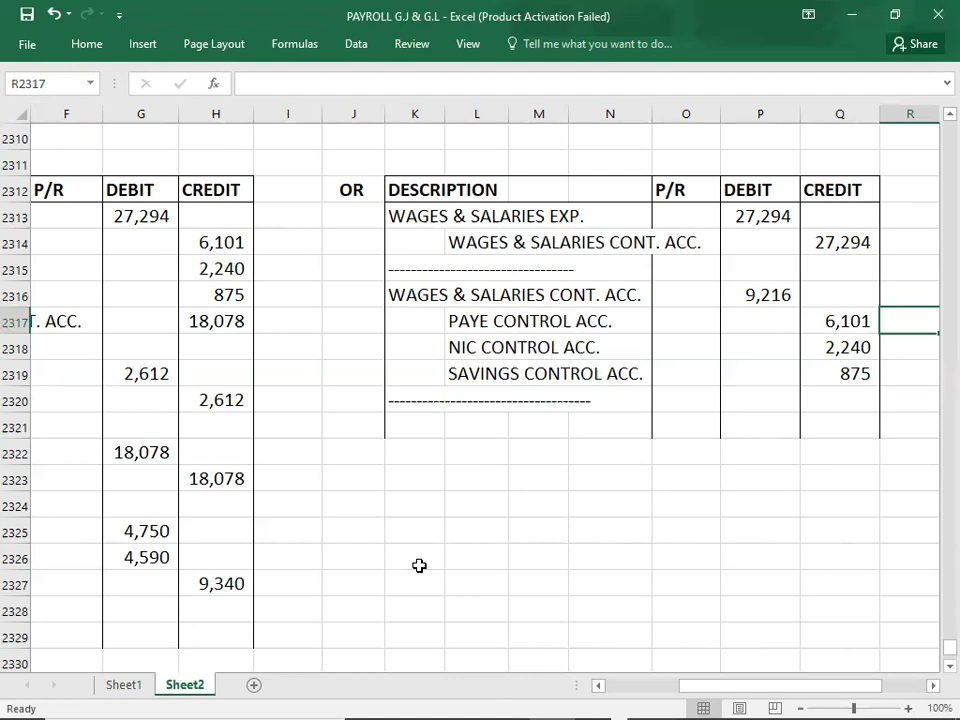 PAYROLL G.J & G.L - Excel (Product Activation Failed)
File Home Insert Page Layout Formulas Data Review View Tell me what you want to do... Share
R2317 fx
F G H I J K L M N O P Q R
2310
2311
2312 P/R DEBIT CREDIT OR DESCRIPTION P/R DEBIT CREDIT
2313 27,294 WAGES & SALARIES EXP. 27,294
2314 6,101 WAGES & SALARIES CONT. ACC. 27,294
2315 2,240 ---------------------------------
2316 875 WAGES & SALARIES CONT. ACC. 9,216
2317 T. ACC. 18,078 PAYE CONTROL ACC. 6,101
2318 NIC CONTROL ACC. 2,240
2319 2,612 SAVINGS CONTROL ACC. 875
2320 2,612 ------------------------------------
2321
2322 18,078
2323 18,078
2324
2325 4,750
2326 4,590
2327 9,340
2328
2329
2330
Sheet1 Sheet2
Ready 100%